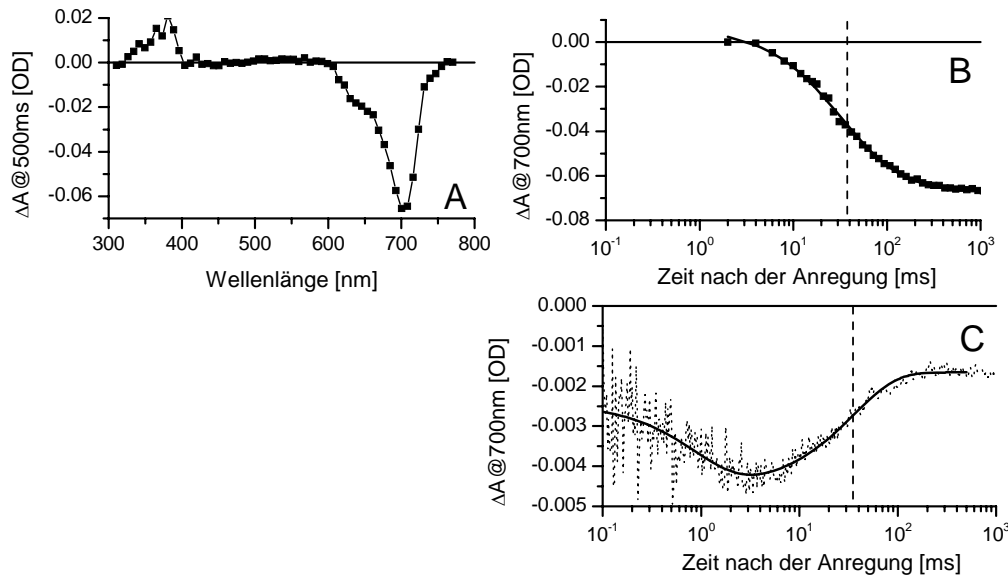 0.02
0.00
-0.02
-0.04
-0.06
ΔA@500ms [OD]
A
300 400 500 600 700 800
Wellenlänge [nm]
0.00
-0.02
-0.04
-0.06
-0.08
ΔA@700nm [OD]
B
10-1 100 101 102 103
Zeit nach der Anregung [ms]
0.000
-0.001
-0.002
-0.003
-0.004
-0.005
ΔA@700nm [OD]
C
10-1 100 101 102 103
Zeit nach der Anregung [ms]